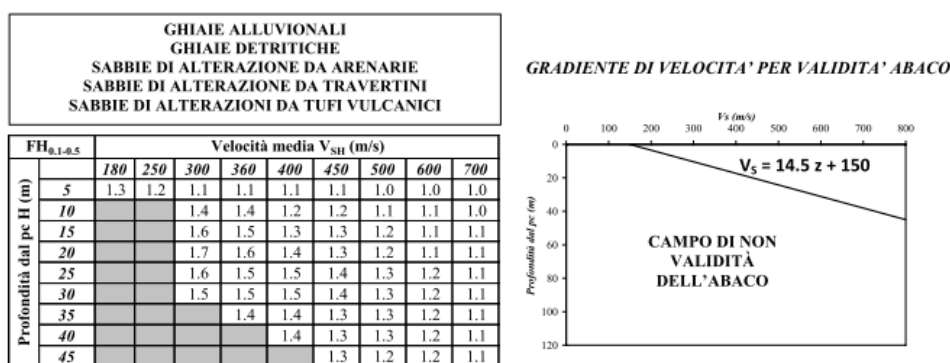 GHIAIE ALLUVIONALI
GHIAIE DETRITICHE
SABBIE DI ALTERAZIONE DA ARENARIE
SABBIE DI ALTERAZIONE DA TRAVERTINI
SABBIE DI ALTERAZIONI DA TUFI VULCANICI
FH0.1-0.5 Velocità media VSH (m/s)
180 250 300 360 400 450 500 600 700
Profondità dal pc H (m)
5 1.3 1.2 1.1 1.1 1.1 1.1 1.0 1.0 1.0
10 1.4 1.4 1.2 1.2 1.1 1.1 1.0
15 1.6 1.5 1.3 1.3 1.2 1.1 1.1
20 1.7 1.6 1.4 1.3 1.2 1.1 1.1
25 1.6 1.5 1.5 1.4 1.3 1.2 1.1
30 1.5 1.5 1.5 1.4 1.3 1.2 1.1
35 1.4 1.4 1.3 1.3 1.2 1.1
40 1.4 1.3 1.3 1.2 1.1
45 1.3 1.2 1.2 1.1
GRADIENTE DI VELOCITA' PER VALIDITA' ABACO
Vs (m/s)
0 100 200 300 400 500 600 700 800
Profondità dal pc (m)
0
20
40
60
80
100
120
VS = 14.5 z + 150
CAMPO DI NON
VALIDITÀ
DELL'ABACO